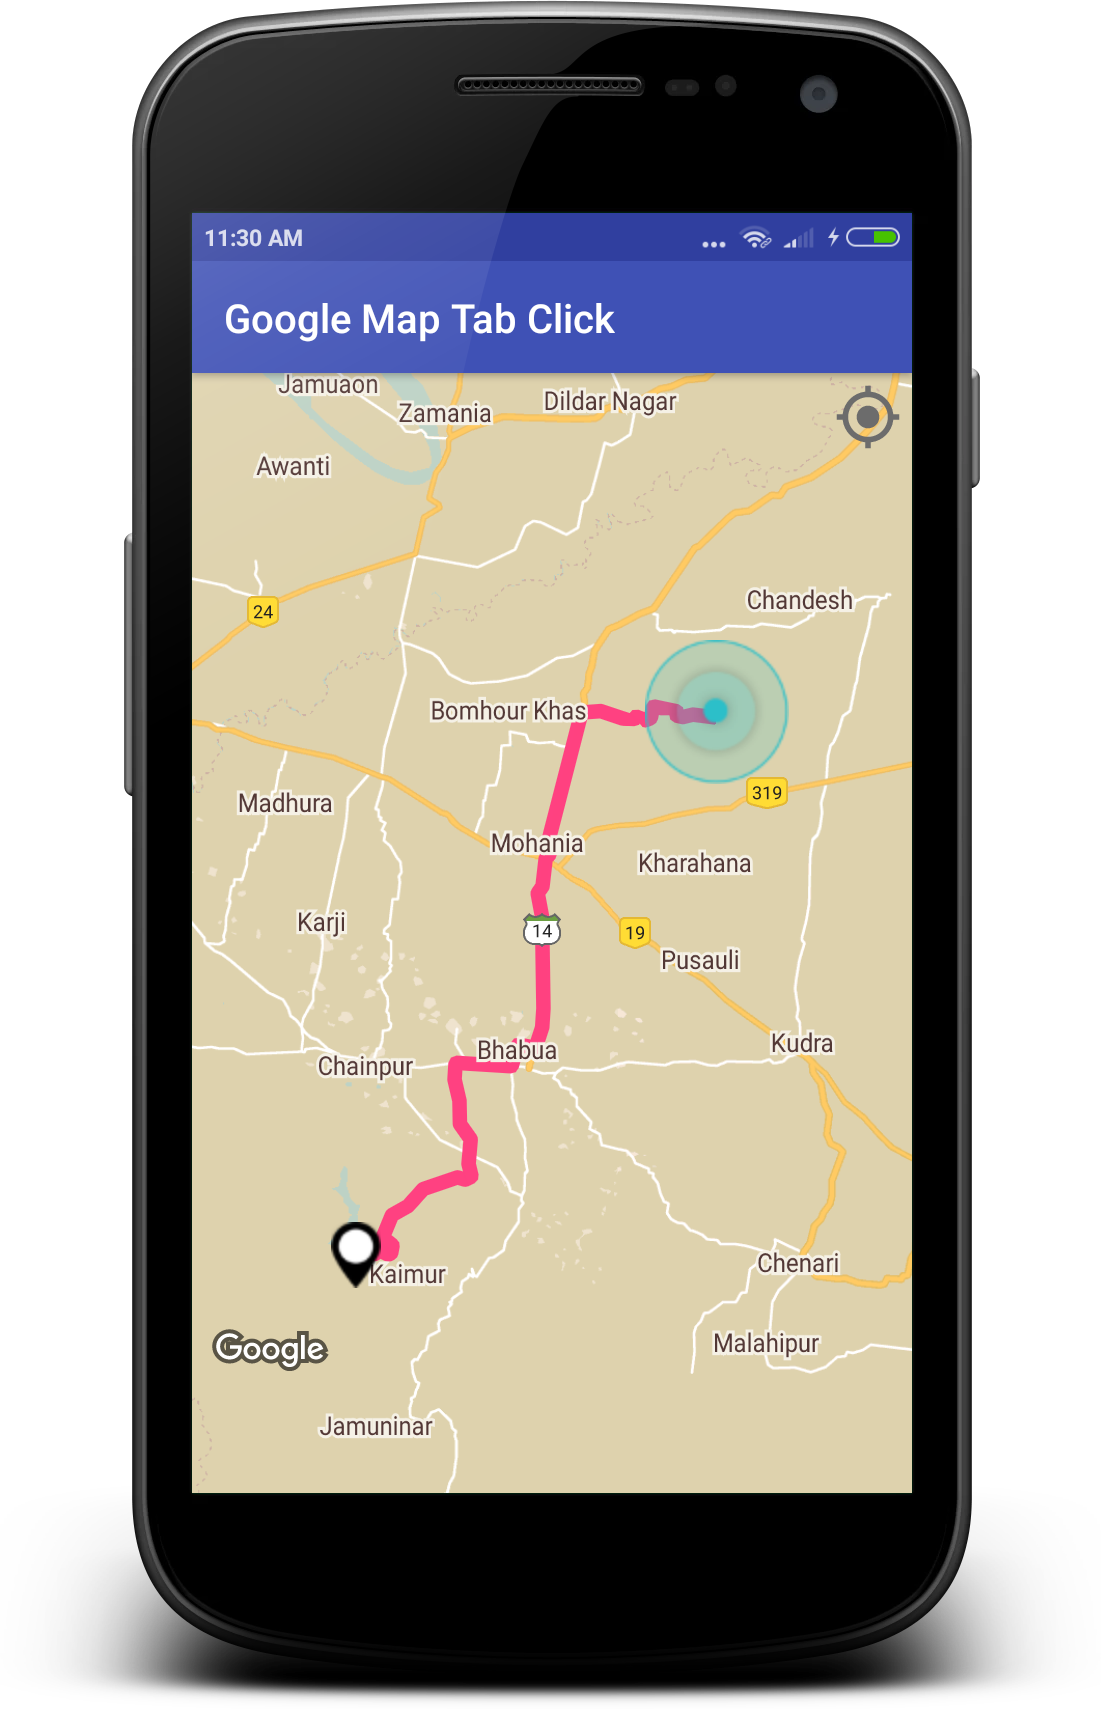 11:30 AM
Google Map Tab Click
Jamuaon
Zamania
Dildar Nagar
Awanti
Chandesh
24
Bomhour Khas
319
Madhura
Mohania
Kharahana
Karji
14
19
Pusauli
Kudra
Bhabua
Chainpur
Chenari
Kaimur
Malahipur
Google
Jamuninar